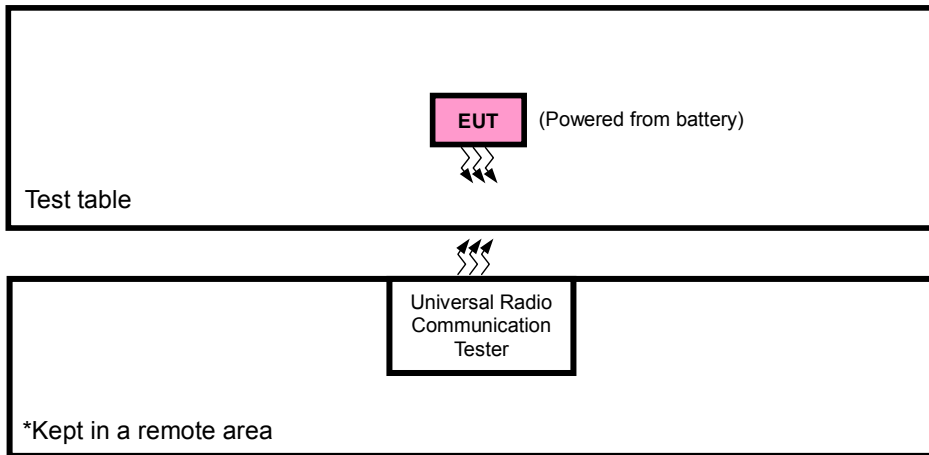 EUT
(Powered from battery)
Test table
Universal Radio
Communication
Tester
*Kept in a remote area